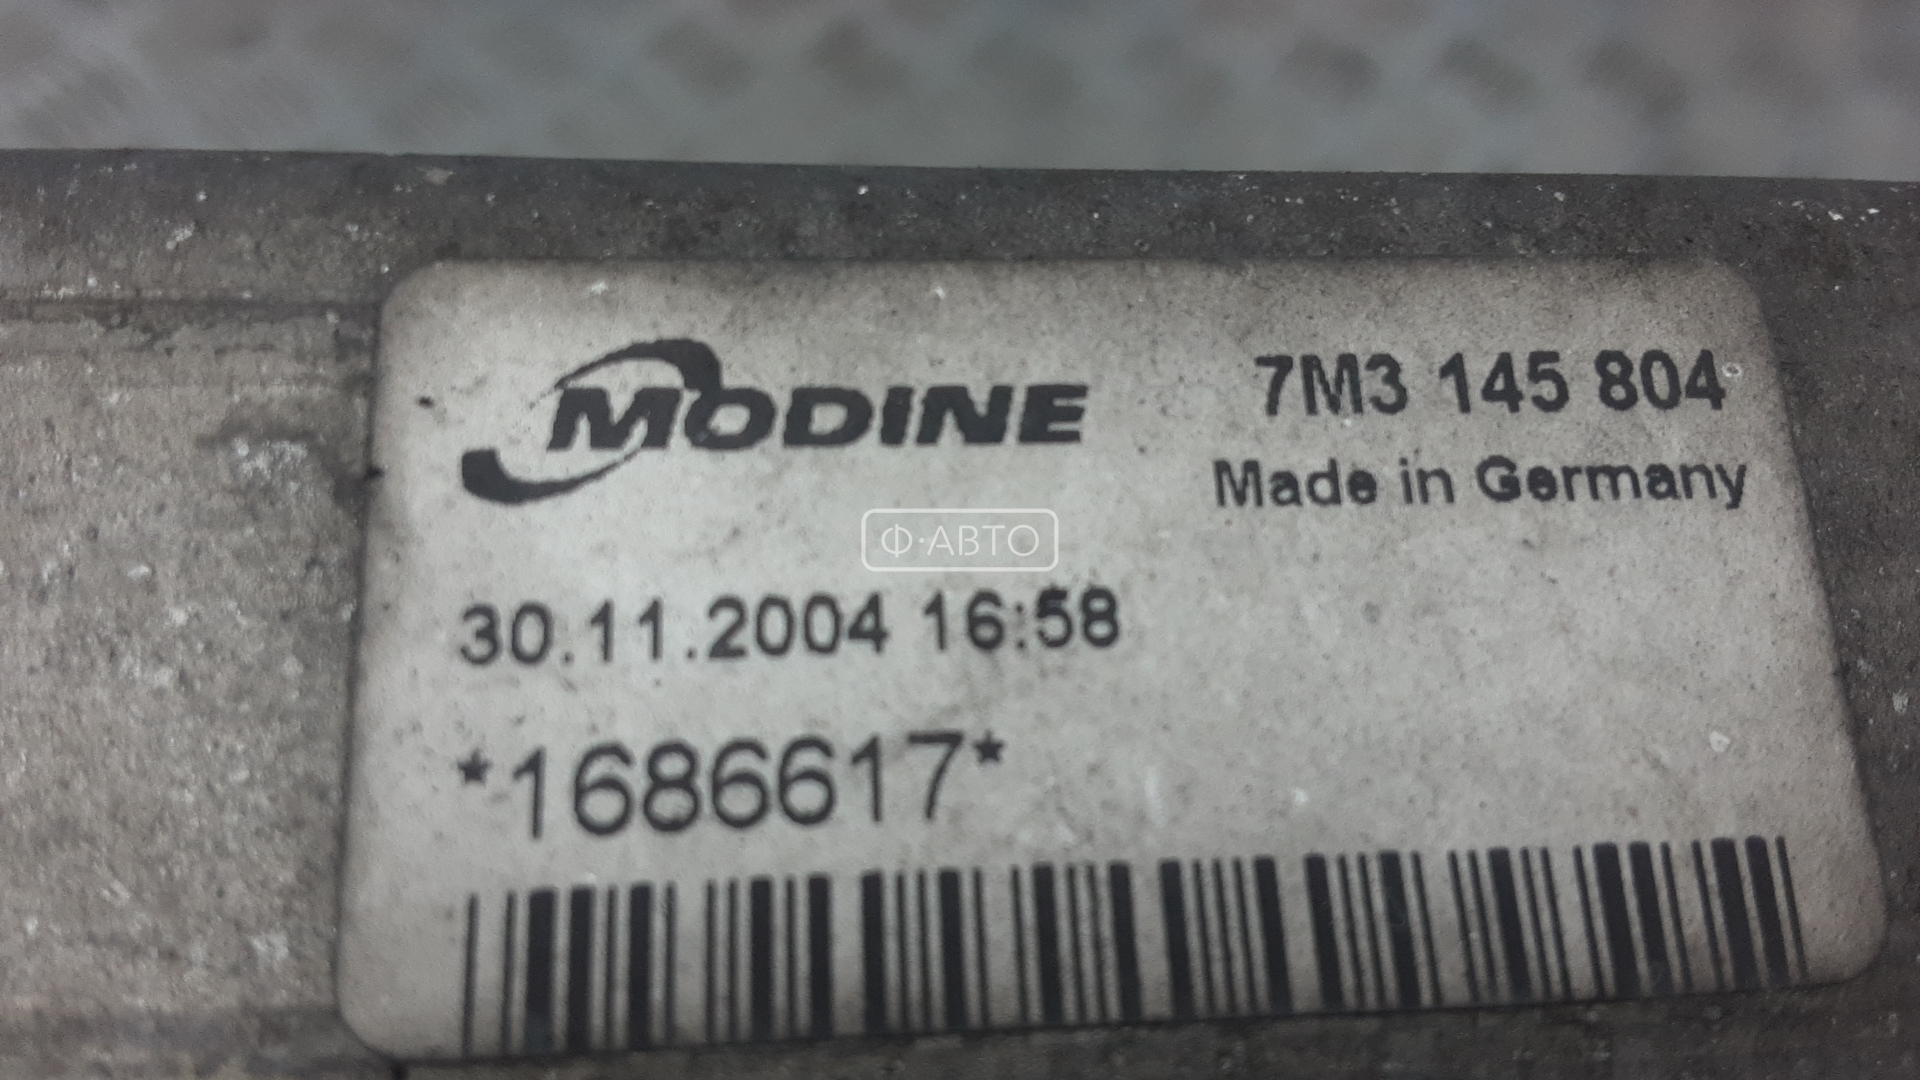 MODINE
7M3 145 804
Made in Germany
Ф·АВТО
30.11.2004 16:58
*1686617*